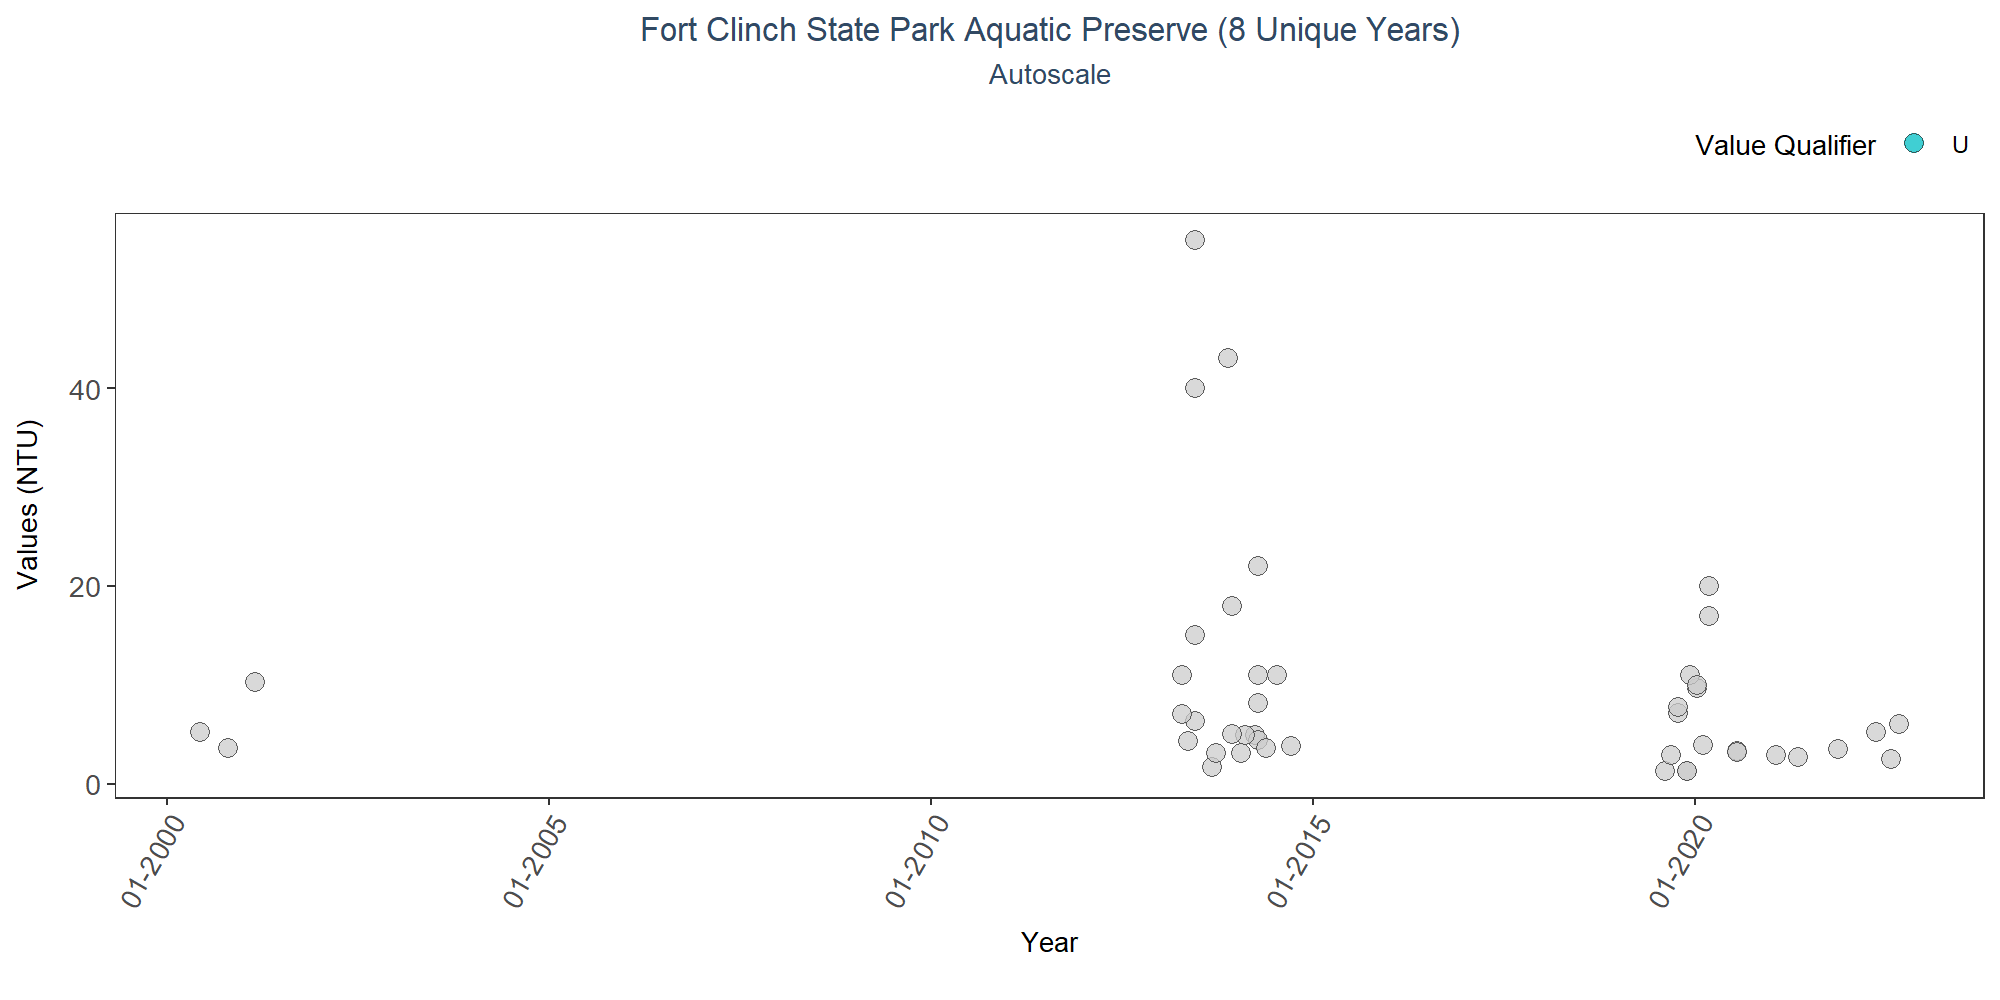 Fort Clinch State Park Aquatic Preserve (8 Unique Years)
Autoscale
Value Qualifier U
Values (NTU)
40
20
0
01-2000 01-2005 01-2010 01-2015 01-2020
Year